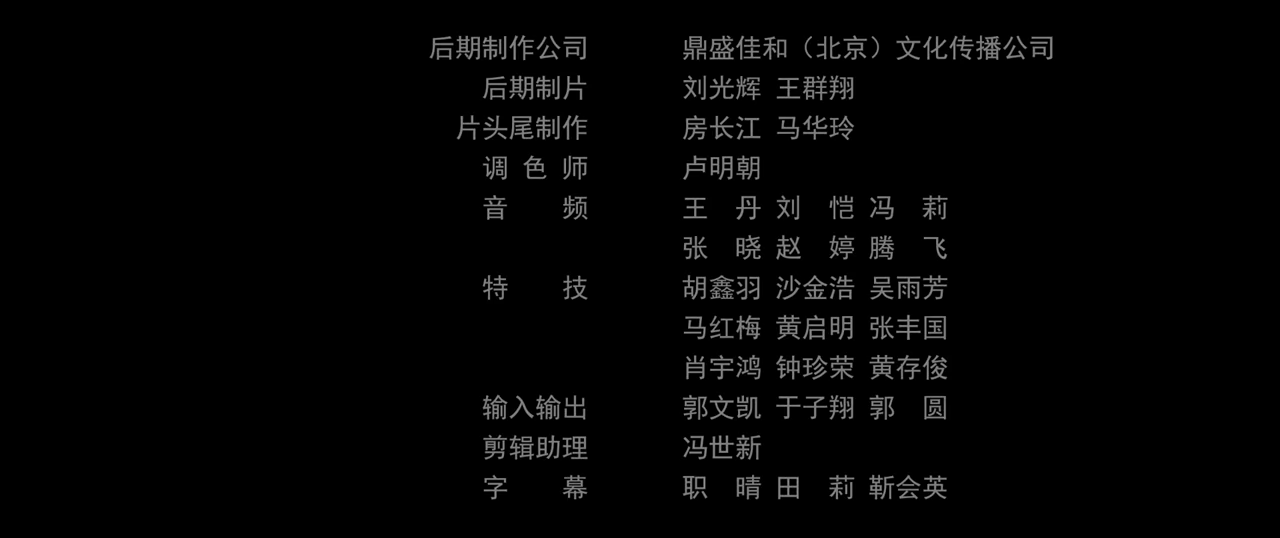 后期制作公司 鼎盛佳和（北京）文化传播公司
后期制片 刘光辉 王群翔
片头尾制作 房长江 马华玲
调 色 师 卢明朝
音 频 王 丹 刘 恺 冯 莉
张 晓 赵 婷 腾 飞
特 技 胡鑫羽 沙金浩 吴雨芳
马红梅 黄启明 张丰国
肖宇鸿 钟珍荣 黄存俊
输入输出 郭文凯 于子翔 郭 圆
剪辑助理 冯世新
字 幕 职 晴 田 莉 靳会英